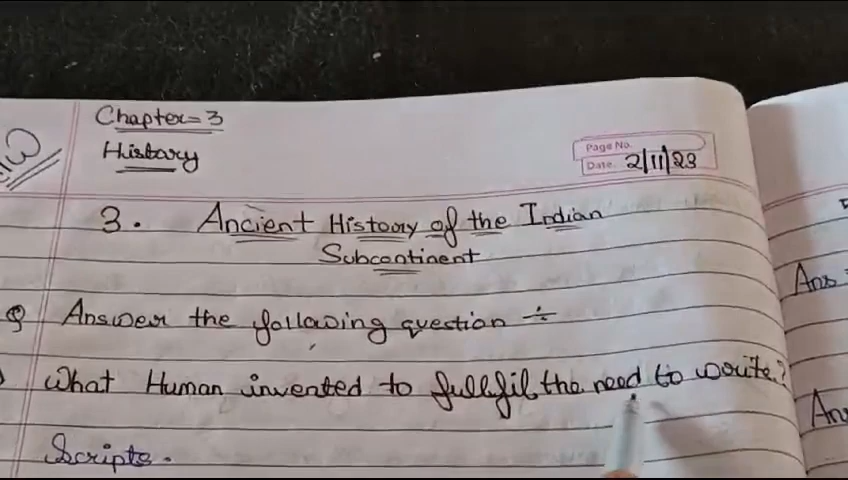 Chapter=3
History
Page No.
Date. 2/11/23
3. Ancient History of the Indian
Subcontinent
Q Answer the following question ÷
What Human invented to fullfil the need to write?
Scripts.
Ans